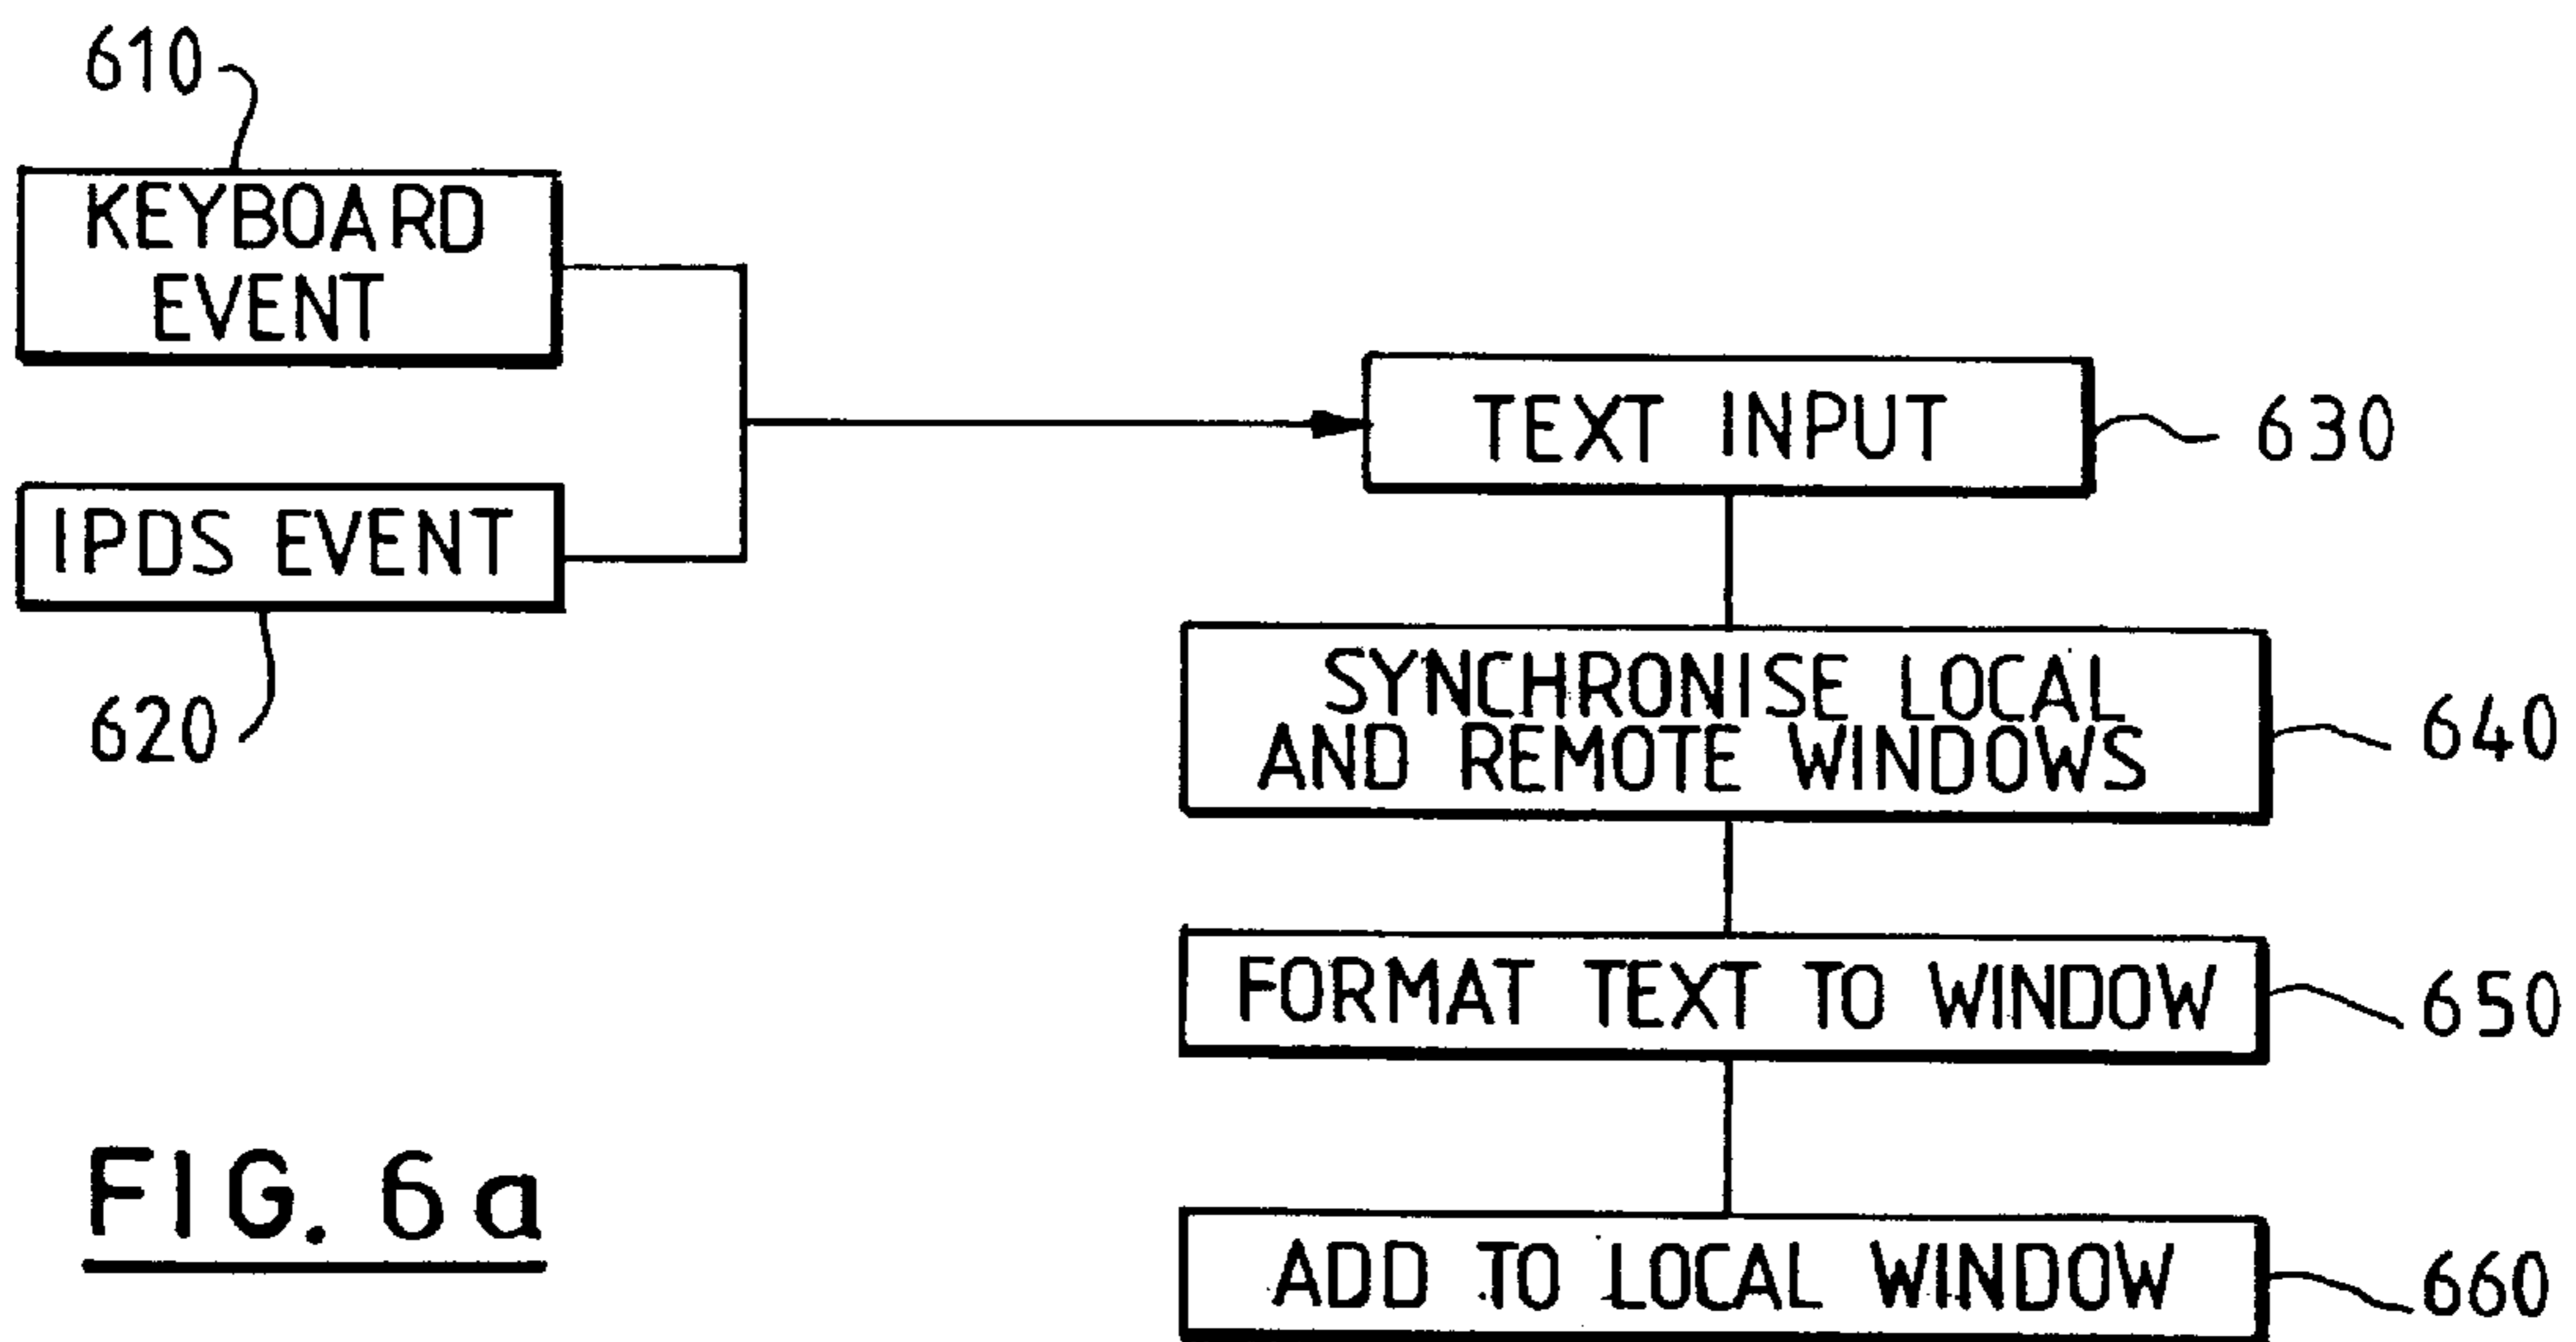 610
KEYBOARD
EVENT
IPDS EVENT
620
TEXT INPUT
630
SYNCHRONISE LOCAL
AND REMOTE WINDOWS
640
FORMAT TEXT TO WINDOW
650
ADD TO LOCAL WINDOW
660
FIG. 6a